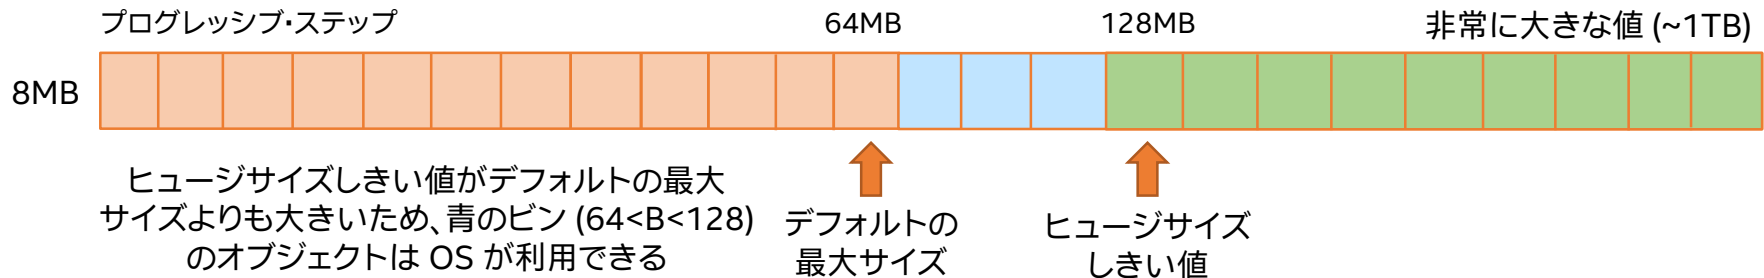 プログレッシブ・ステップ
64MB
128MB
非常に大きな値 (~1TB)
8MB
ヒュージサイズしきい値がデフォルトの最大
サイズよりも大きいため、青のビン (64<B<128)
のオブジェクトは OS が利用できる
デフォルトの
最大サイズ
ヒュージサイズ
しきい値